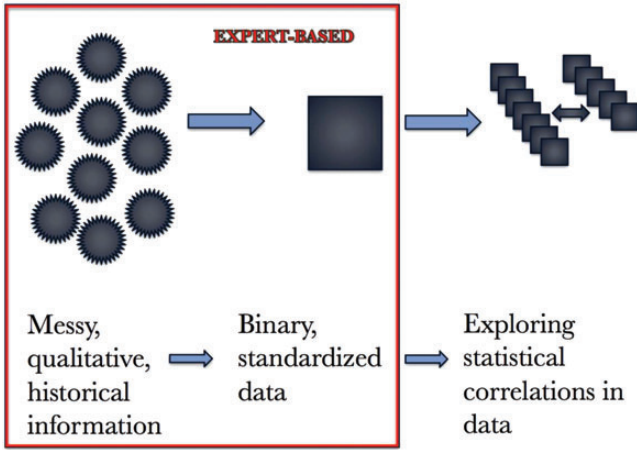 EXPERT-BASED
Messy,
qualitative,
historical
information
Binary,
standardized
data
Exploring
statistical
correlations in
data